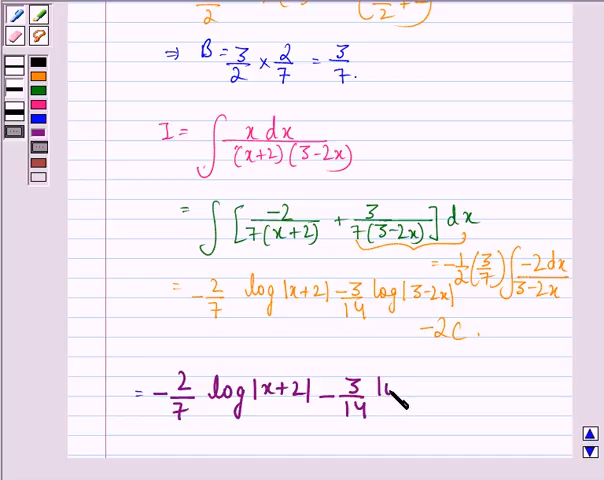 ⇒ B = 3/2 × 2/7 = 3/7.
I = ∫ x dx / (x+2)(3-2x)
= ∫ [ -2 / 7(x+2) + 3 / 7(3-2x) ] dx
= -1/2 (3/7) ∫ -2dx / 3-2x
= -2/7 log|x+2| - 3/14 log|3-2x|
-2C.
= -2/7 log|x+2| - 3/14